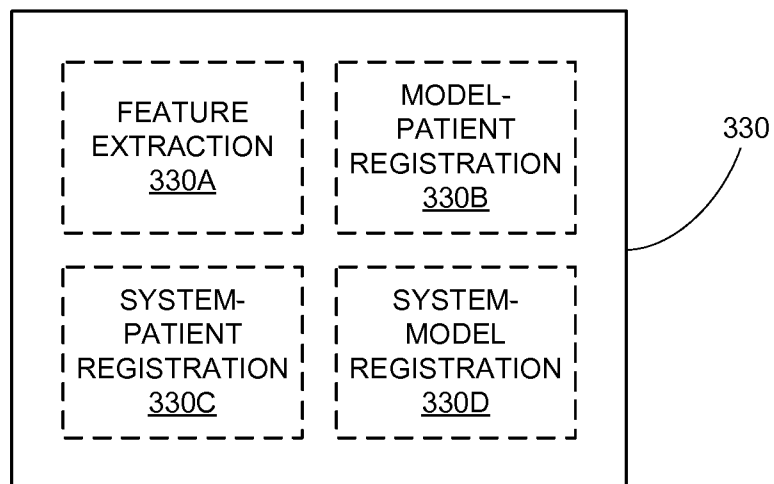 FEATURE
EXTRACTION
330A
MODEL-
PATIENT
REGISTRATION
330B
330
SYSTEM-
PATIENT
REGISTRATION
330C
SYSTEM-
MODEL
REGISTRATION
330D